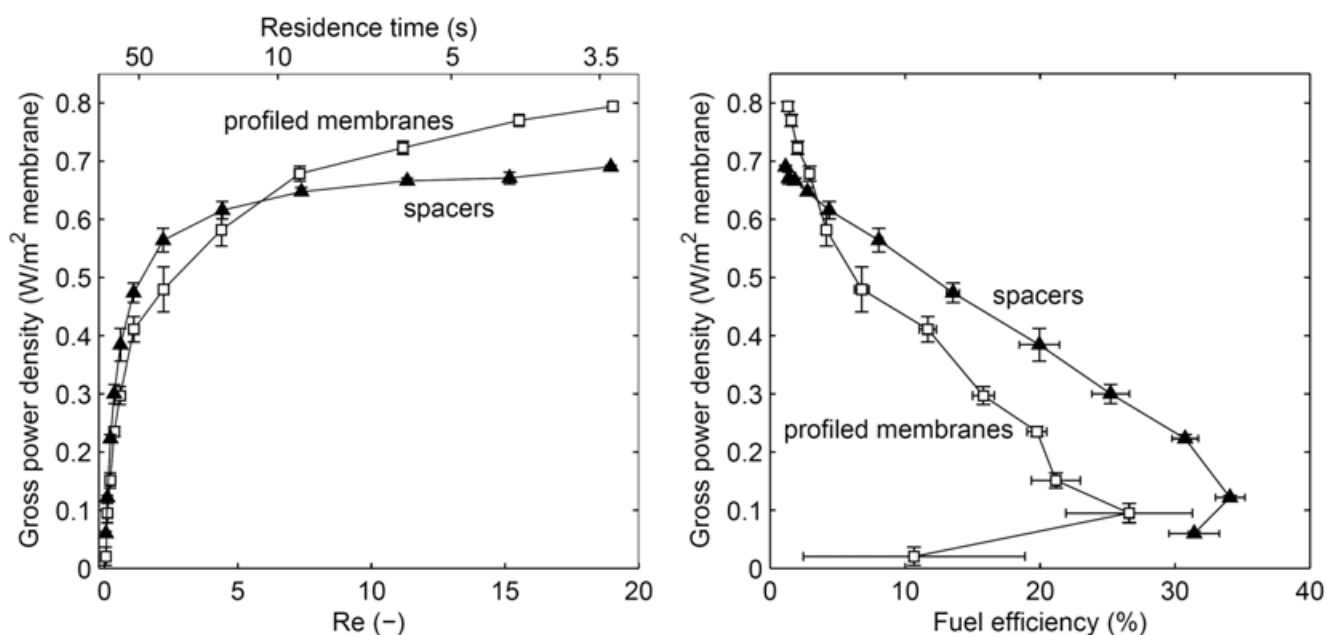 Residence time (s)
50 10 5 3.5
Gross power density (W/m² membrane)
0.8
0.7
0.6
0.5
0.4
0.3
0.2
0.1
0
profiled membranes
spacers
0 5 10 15 20
Re (−)
Gross power density (W/m² membrane)
0.8
0.7
0.6
0.5
0.4
0.3
0.2
0.1
0
spacers
profiled membranes
0 10 20 30 40
Fuel efficiency (%)